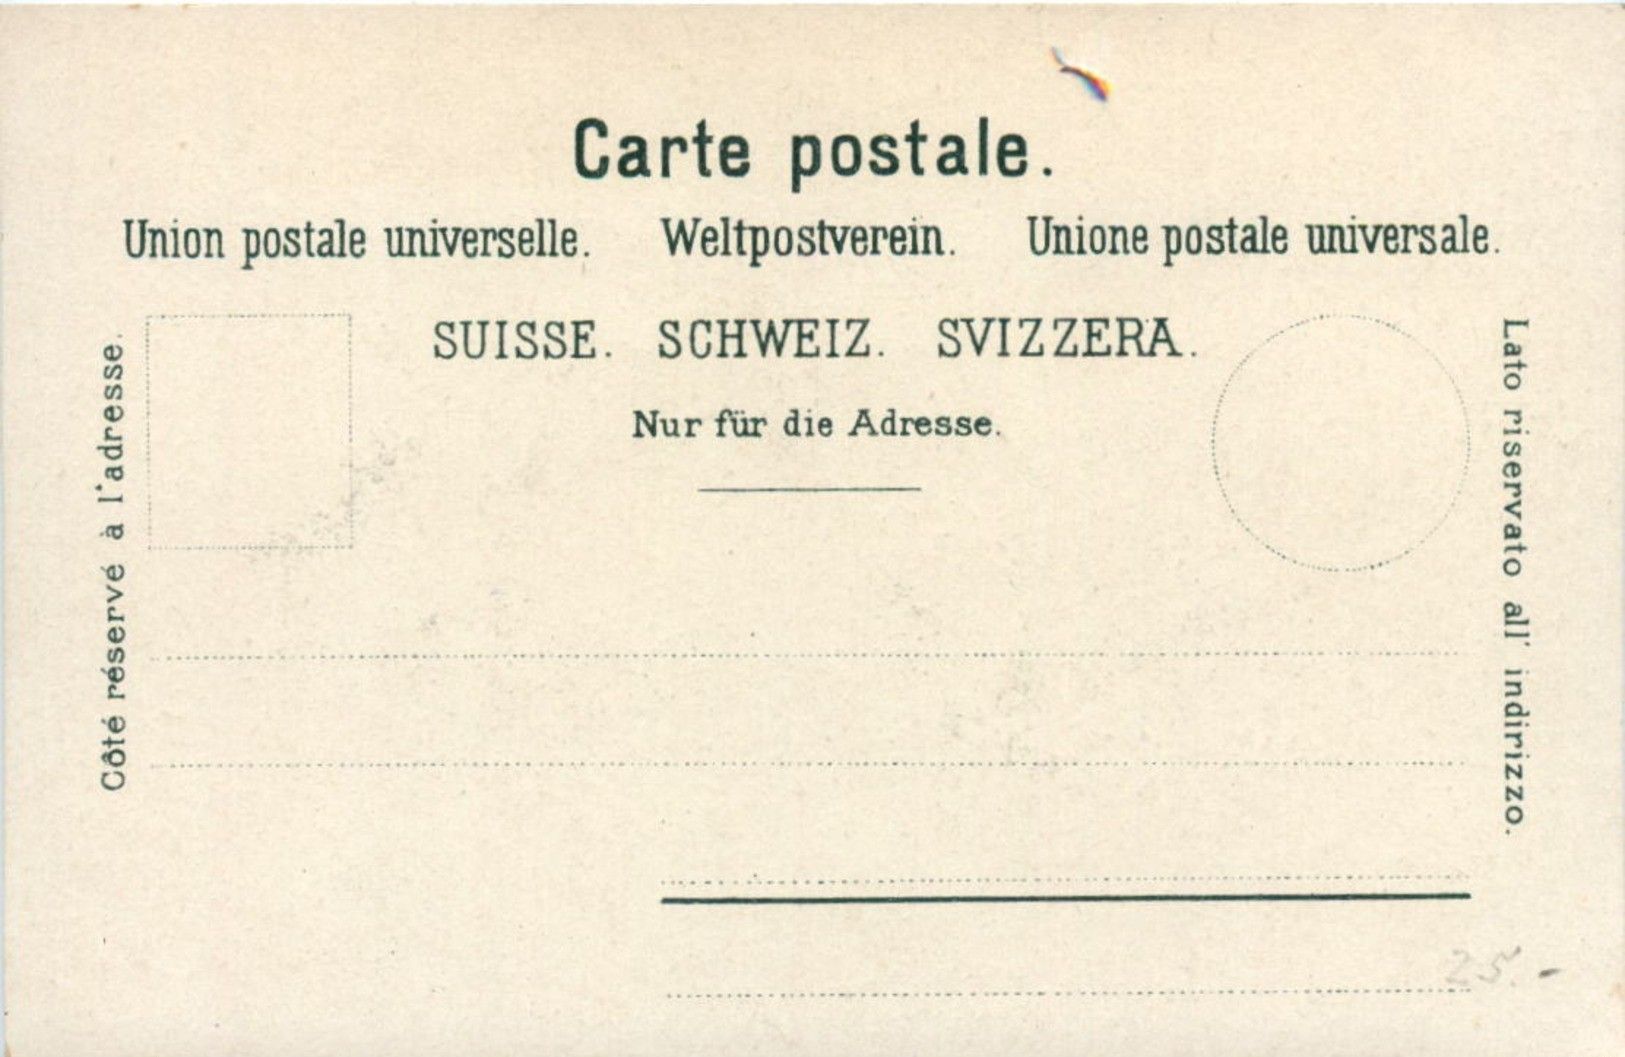 Carte postale.
Union postale universelle. Weltpostverein. Unione postale universale.
SUISSE. SCHWEIZ. SVIZZERA.
Nur für die Adresse.
Côté réservé à l'adresse.
Lato riservato all' indirizzo.
25.-